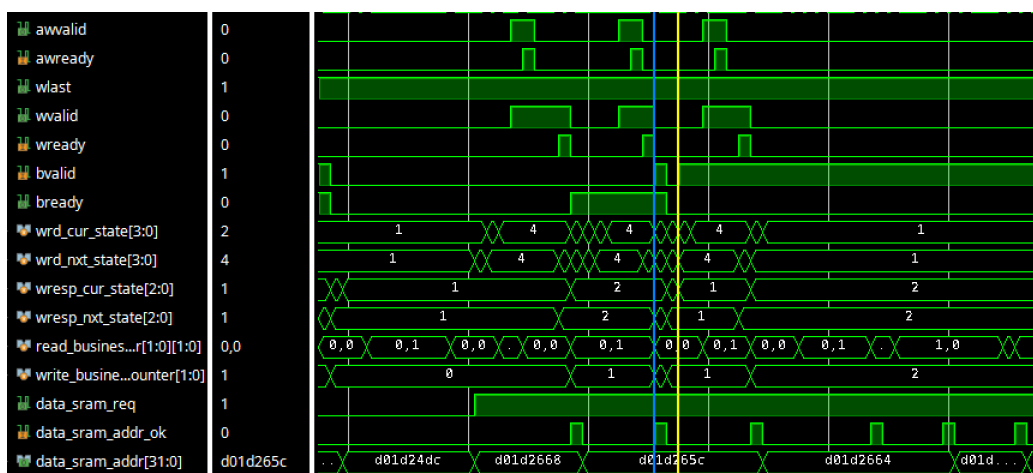 awvalid 0
awready 0
wlast 1
wvalid 0
wready 0
bvalid 1
bready 0
wrd_cur_state[3:0] 2 1 4 4 4 1
wrd_nxt_state[3:0] 4 1 4 4 4 1
wresp_cur_state[2:0] 1 1 2 1 2
wresp_nxt_state[2:0] 1 1 2 1 2
read_busines...r[1:0][1:0] 0,0 0,0 0,1 0,0 . 0,0 0,1 0,0 0,1 0,0 0,1 . 1,0
write_busine...ounter[1:0] 1 0 1 1 2
data_sram_req 1
data_sram_addr_ok 0
data_sram_addr[31:0] d01d265c .. d01d24dc d01d2668 d01d265c d01d2664 d01d...